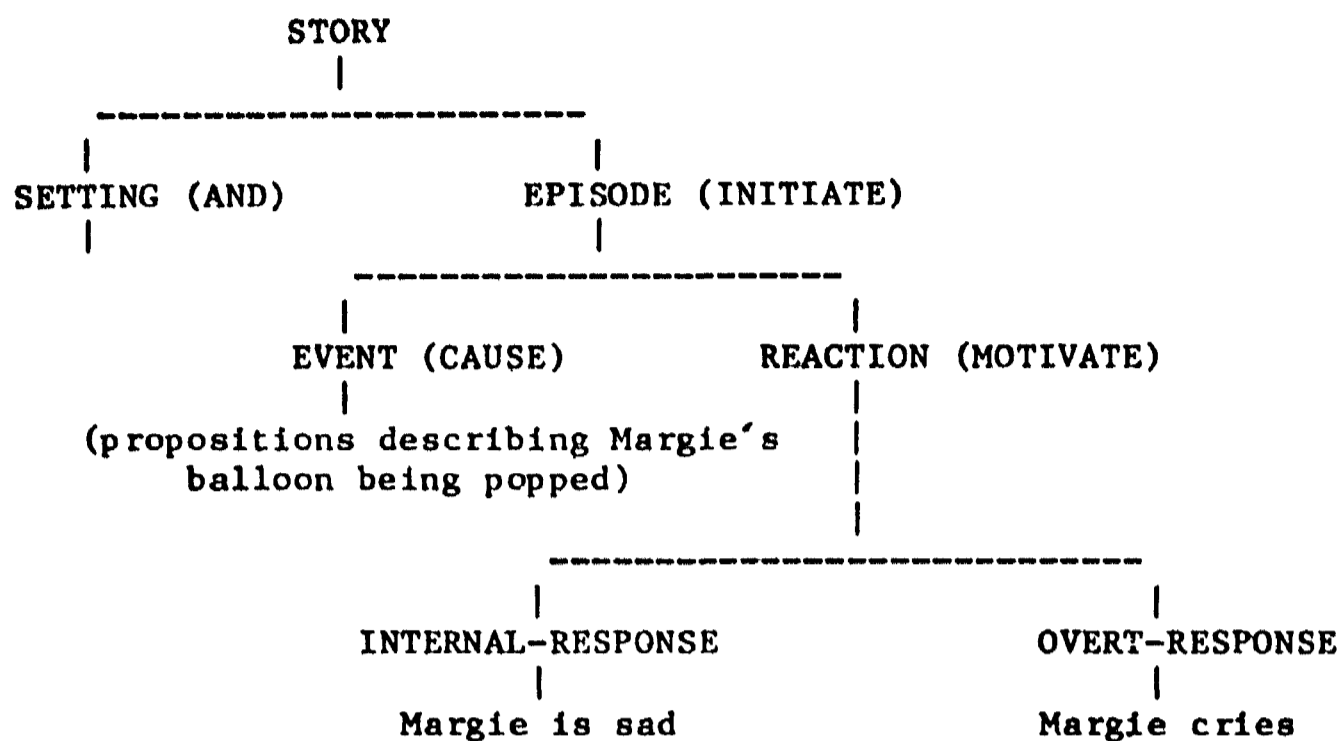 STORY
SETTING (AND) EPISODE (INITIATE)
EVENT (CAUSE) REACTION (MOTIVATE)
(propositions describing Margie's
balloon being popped)
INTERNAL-RESPONSE OVERT-RESPONSE
Margie is sad Margie cries